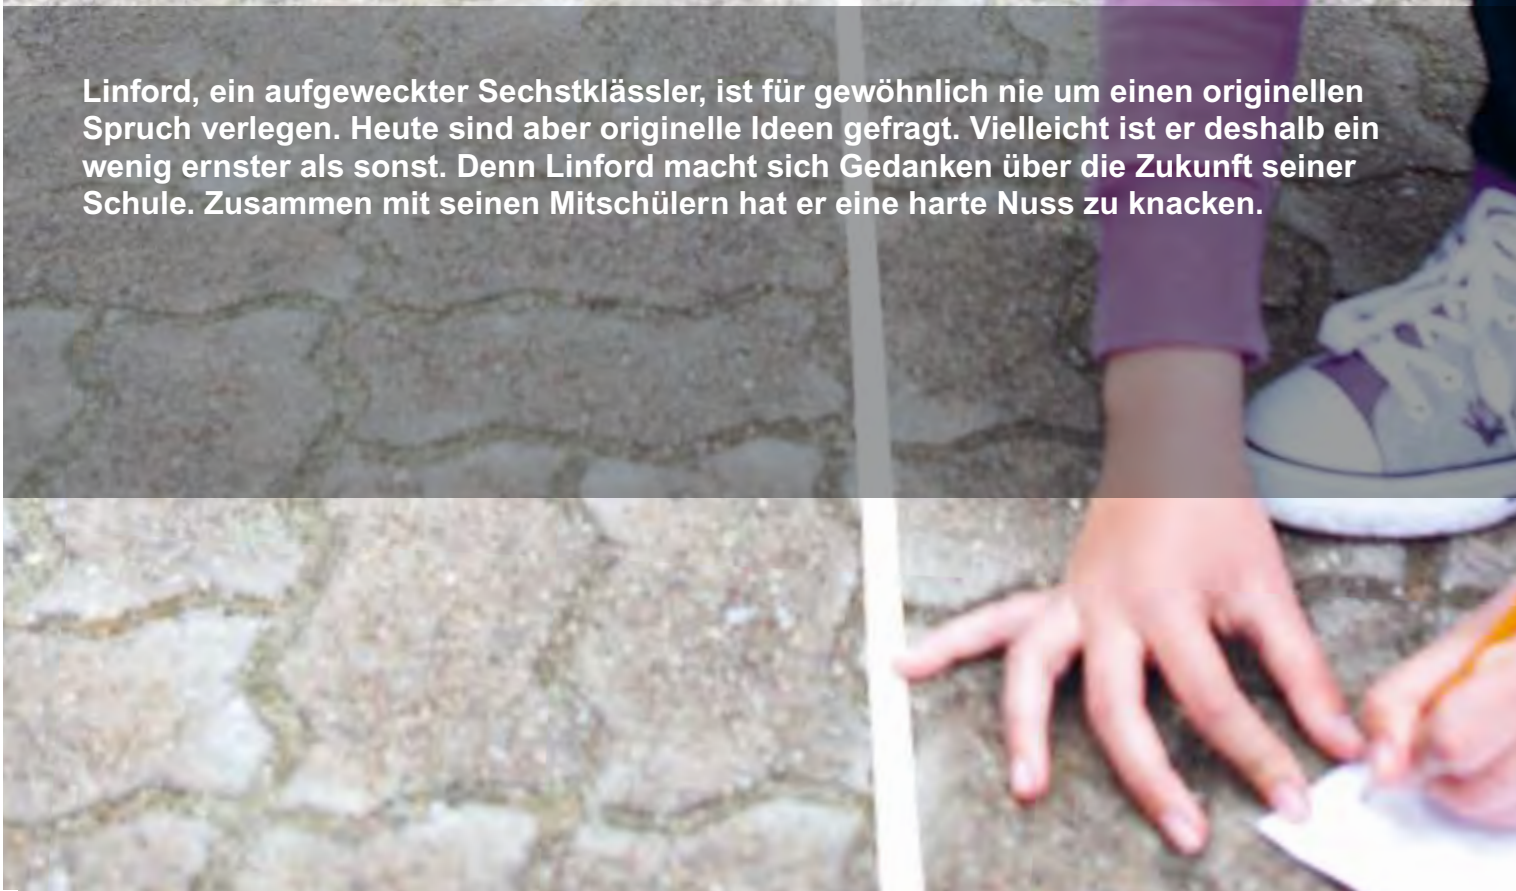 Linford, ein aufgeweckter Sechstklässler, ist für gewöhnlich nie um einen originellen
Spruch verlegen. Heute sind aber originelle Ideen gefragt. Vielleicht ist er deshalb ein
wenig ernster als sonst. Denn Linford macht sich Gedanken über die Zukunft seiner
Schule. Zusammen mit seinen Mitschülern hat er eine harte Nuss zu knacken.